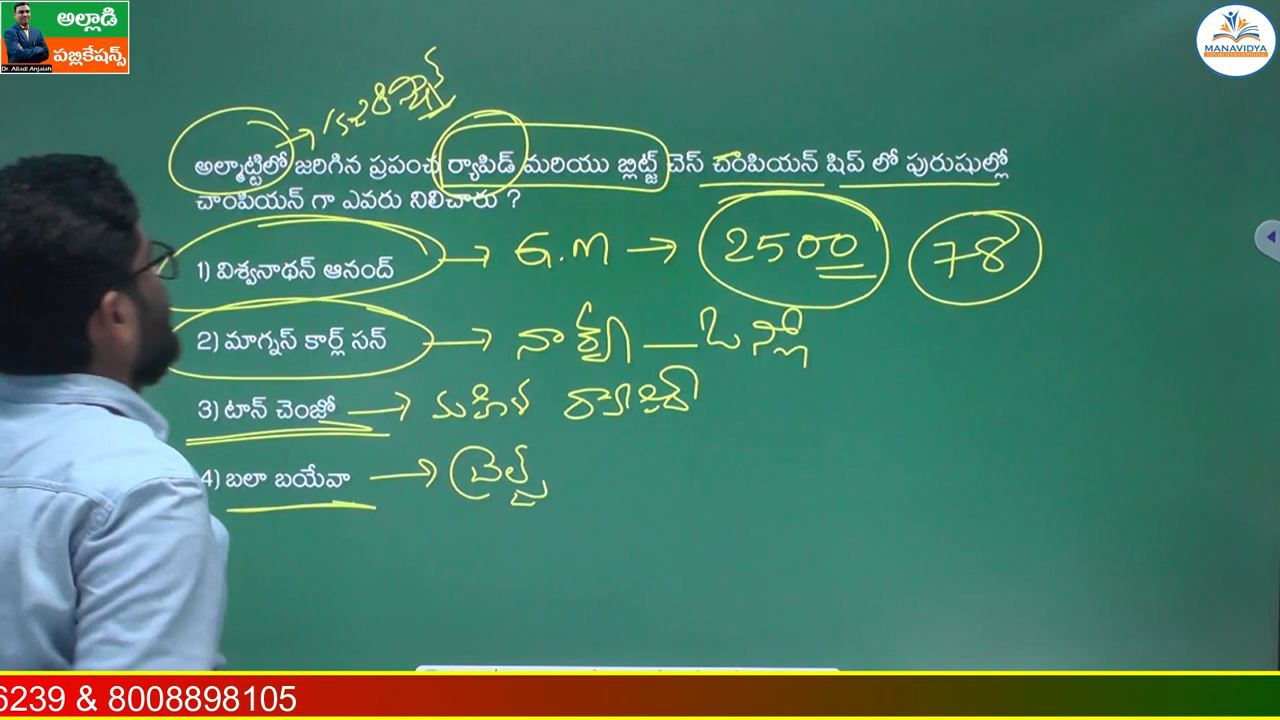 అల్లాడి
పబ్లికేషన్స్
Dr. Alladi Anjaiah
MANAVIDYA
అల్మాట్టిలో జరిగిన ప్రపంచ ర్యాపిడ్ మరియు బ్లిట్జ్ చెస్ చంపియన్ షిప్ లో పురుషుల్లో
చాంపియన్ గా ఎవరు నిలిచారు ?
1) విశ్వనాథన్ ఆనంద్ → G.M → 2500 78
2) మాగ్నస్ కార్ల్ సన్ → నార్వే — ఓస్లో
3) టాన్ చెంజ్రో → మహిళ ర్యాపిడ్
4) బలా బయేవా →
6239 & 8008898105